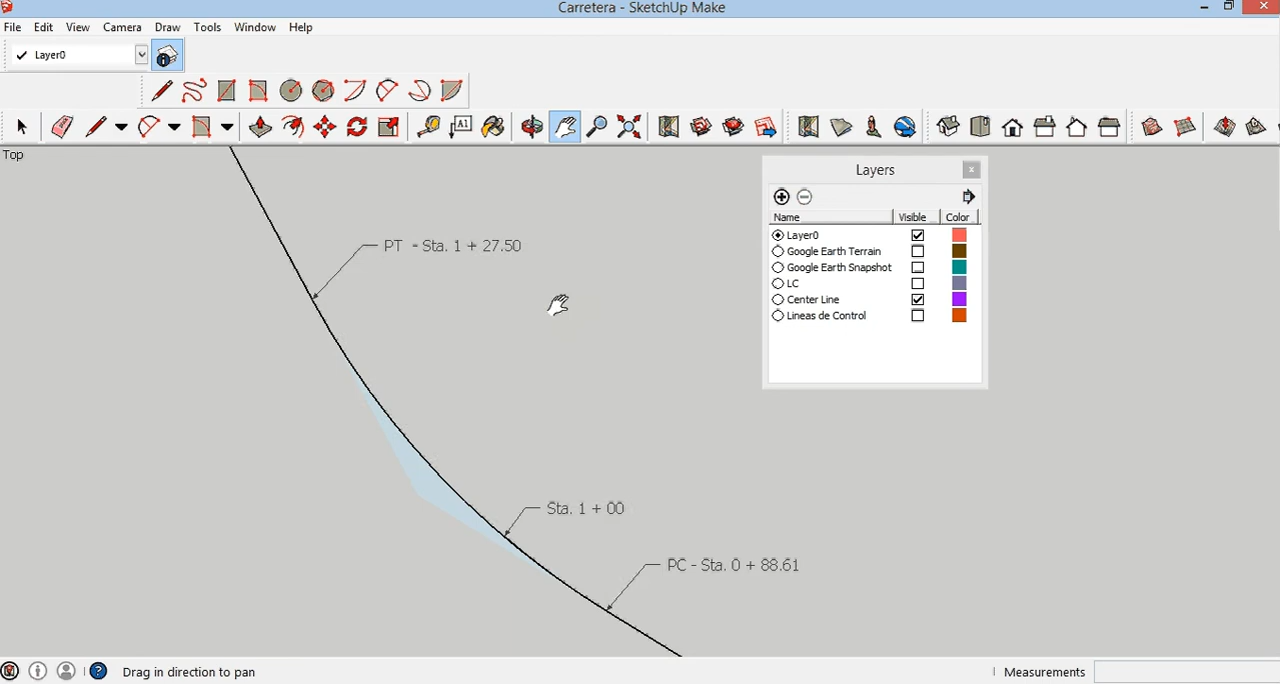 Carretera - SketchUp Make
File Edit View Camera Draw Tools Window Help
Layer0
A1
Top
Layers
Name Visible Color
Layer0
Google Earth Terrain
Google Earth Snapshot
LC
Center Line
Lineas de Control
PT - Sta. 1 + 27.50
Sta. 1 + 00
PC - Sta. 0 + 88.61
Drag in direction to pan
Measurements